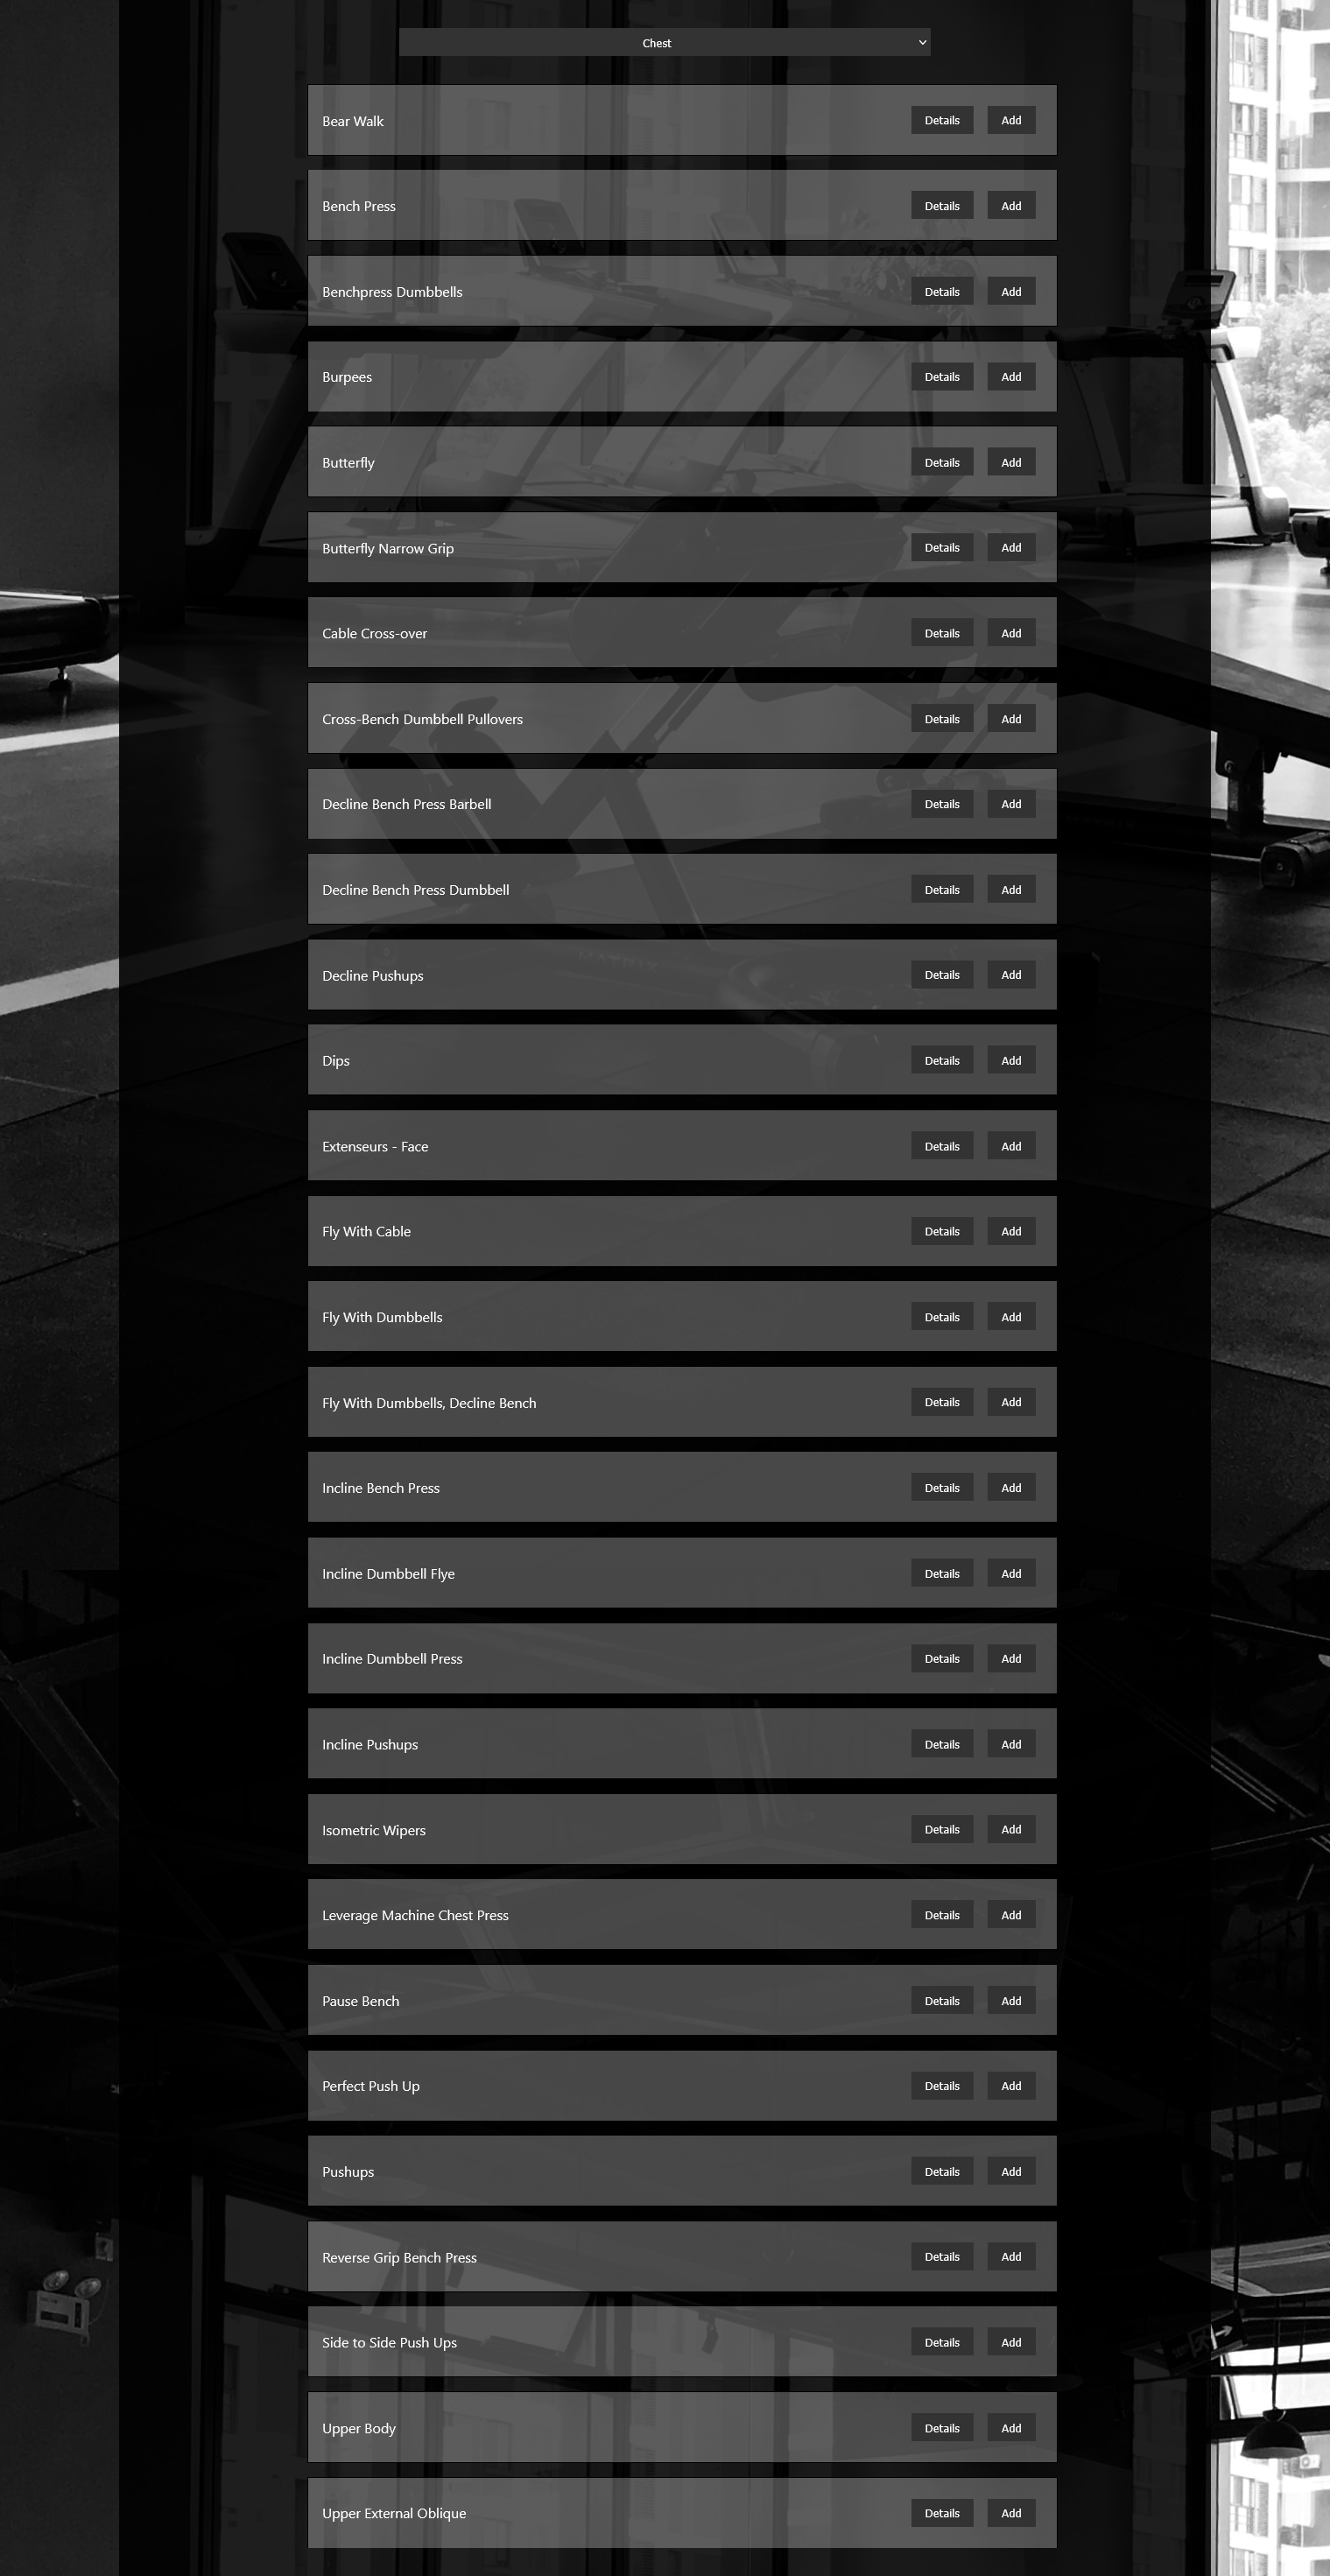 Chest
Bear Walk Details Add
Bench Press Details Add
Benchpress Dumbbells Details Add
Burpees Details Add
Butterfly Details Add
Butterfly Narrow Grip Details Add
Cable Cross-over Details Add
Cross-Bench Dumbbell Pullovers Details Add
Decline Bench Press Barbell Details Add
Decline Bench Press Dumbbell Details Add
MATRIX
Decline Pushups Details Add
Dips Details Add
Extenseurs - Face Details Add
Fly With Cable Details Add
Fly With Dumbbells Details Add
Fly With Dumbbells, Decline Bench Details Add
Incline Bench Press Details Add
Incline Dumbbell Flye Details Add
Incline Dumbbell Press Details Add
Incline Pushups Details Add
Isometric Wipers Details Add
Leverage Machine Chest Press Details Add
Pause Bench Details Add
Perfect Push Up Details Add
Pushups Details Add
Reverse Grip Bench Press Details Add
Side to Side Push Ups Details Add
Upper Body Details Add
Upper External Oblique Details Add